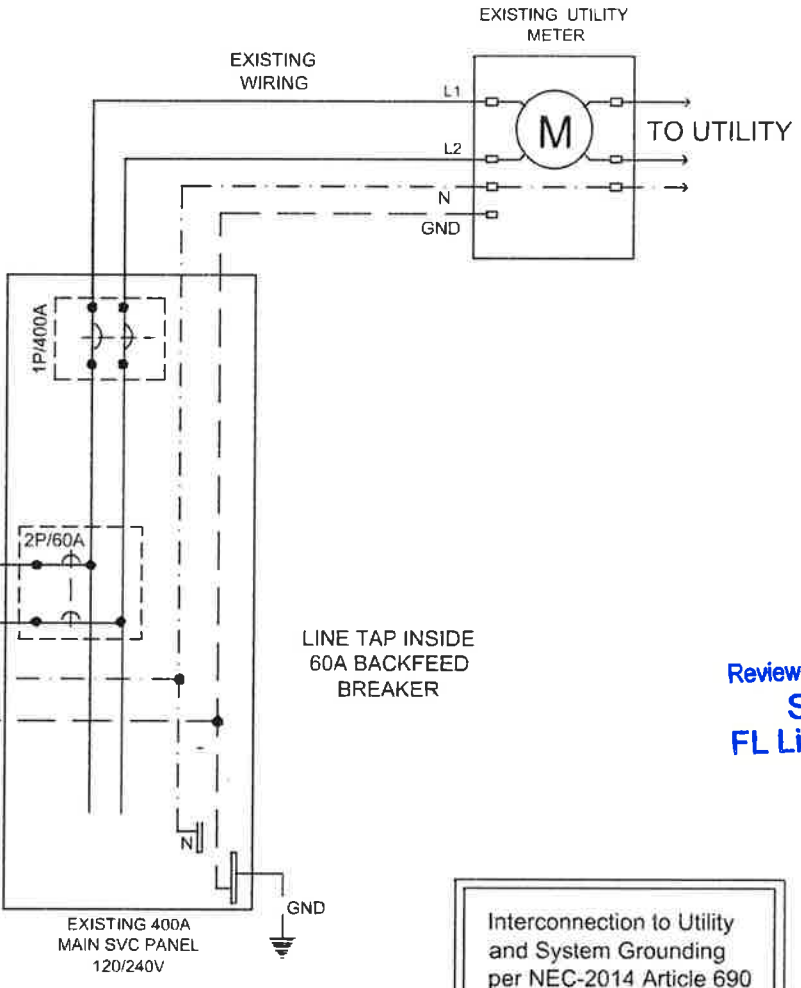 EXISTING UTILITY
METER
EXISTING
WIRING
L1
M
TO UTILITY
L2
N
GND
1P/400A
2P/60A
LINE TAP INSIDE
60A BACKFEED
BREAKER
Review
FL Li
N
GND
EXISTING 400A
MAIN SVC PANEL
120/240V
Interconnection to Utility
and System Grounding
per NEC-2014 Article 690